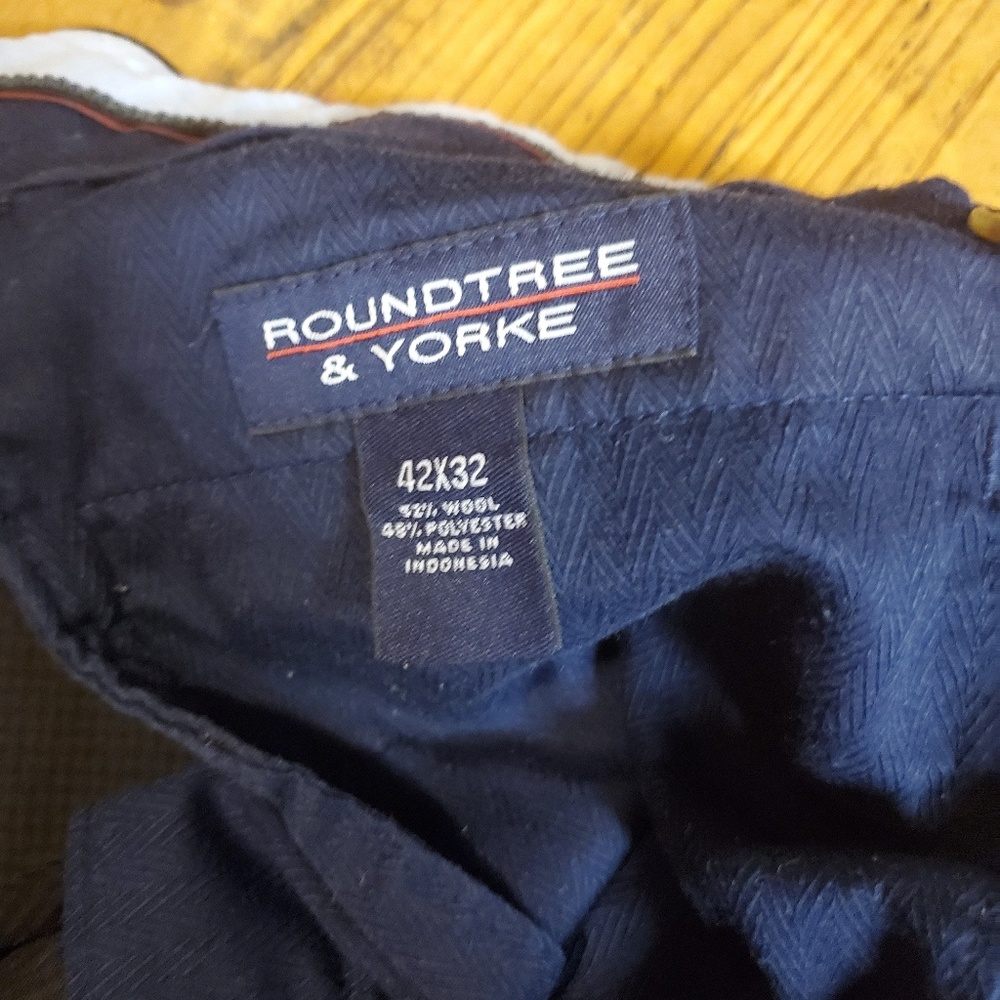 ROUNDTREE
& YORKE
42X32
52% WOOL
48% POLYESTER
MADE IN
INDONESIA